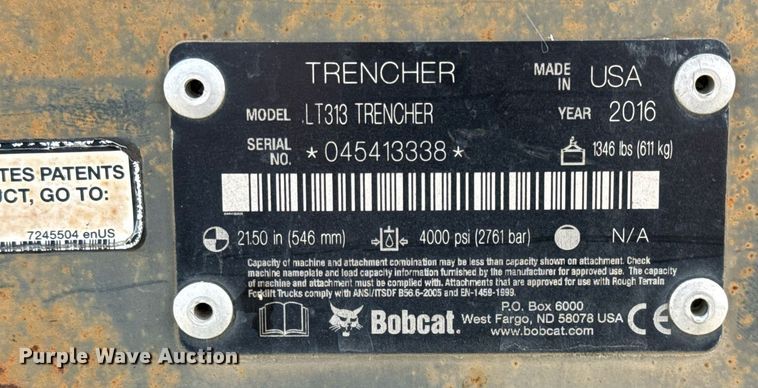 TRENCHER
MADE IN USA
MODEL LT313 TRENCHER
YEAR 2016
SERIAL NO. *045413338*
1346 lbs (611 kg)
21.50 in (546 mm)
4000 psi (2761 bar)
N/A
Capacity of machine and attachment combination may be less than capacity shown on attachment. Check
machine nameplate and load capacity information furnished by the manufacturer for approved use. The capacity
of machine and attachment must be complied with. Attachments that are approved for use with Rough Terrain
Forklift Trucks comply with ANSI/ITSDF B56.6-2005 and EN-1459-1999.
Bobcat.
P.O. Box 6000
West Fargo, ND 58078 USA
www.bobcat.com
CE
TES PATENTS
UCT, GO TO:
7245504 enUS
Purple Wave Auction